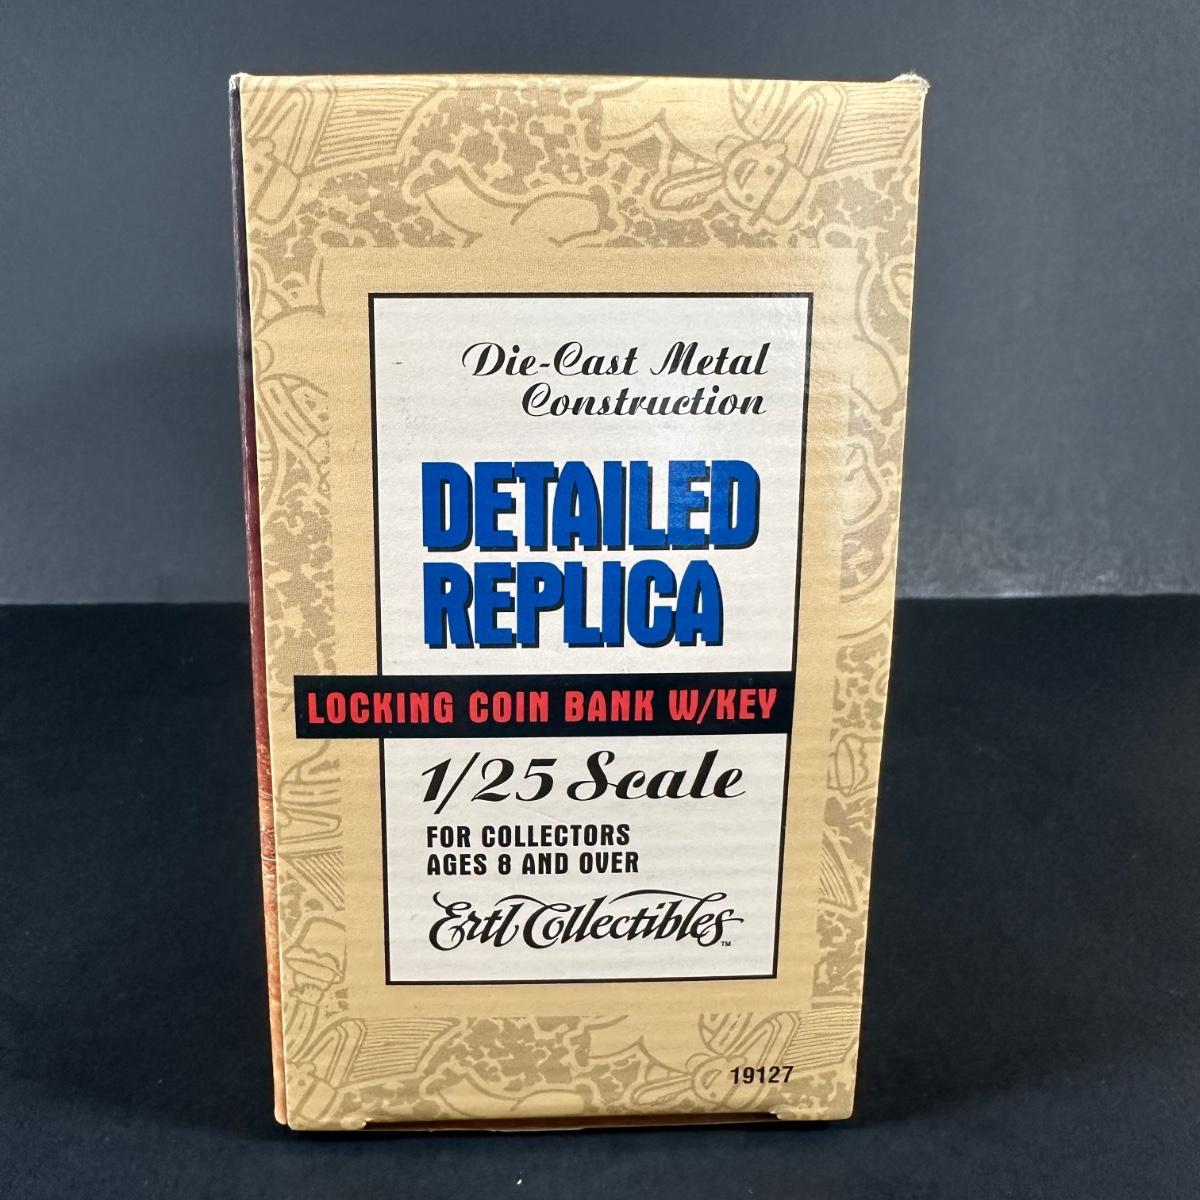 Die-Cast Metal
Construction
DETAILED
REPLICA
LOCKING COIN BANK W/KEY
1/25 Scale
FOR COLLECTORS
AGES 8 AND OVER
Ertl Collectibles™
19127